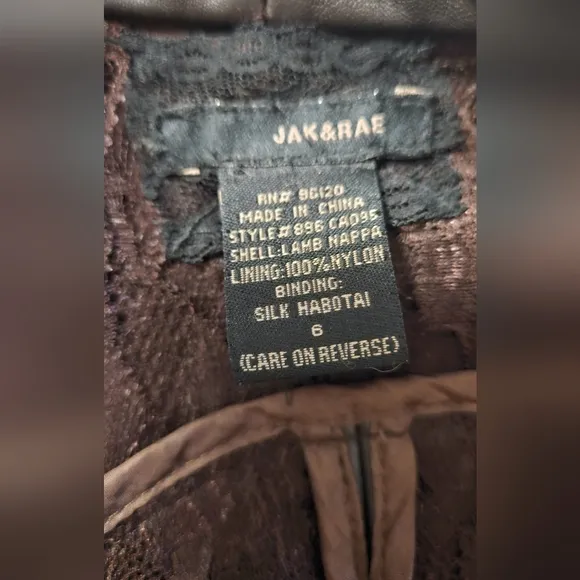 JAK&RAE
RN# 96120
MADE IN CHINA
STYLE# 896 CA095
SHELL:LAMB NAPPA
LINING:100%NYLON
BINDING:
SILK HABOTAI
6
(CARE ON REVERSE)